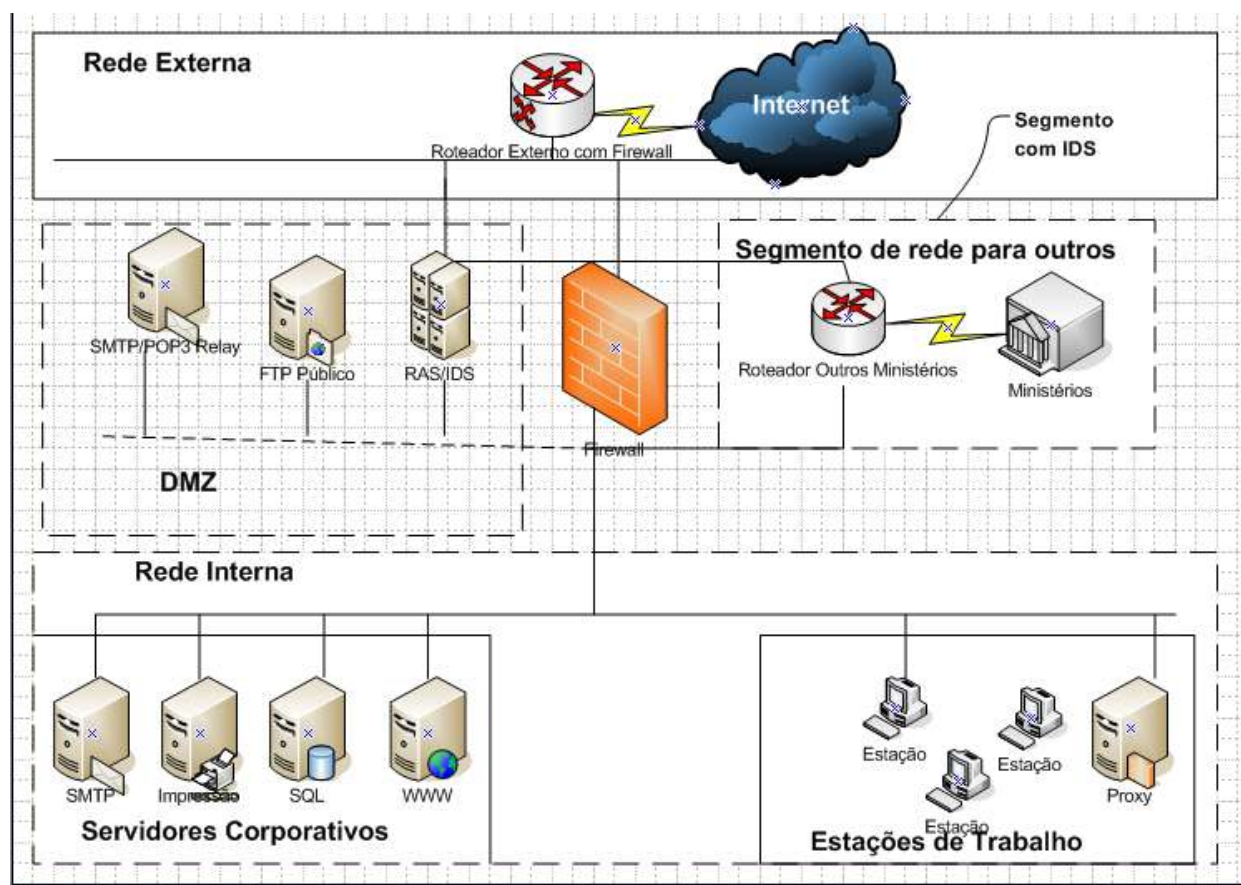 Rede Externa
Internet
Segmento
com IDS
Roteador Externo com Firewall
Segmento de rede para outros
SMTP/POP3 Relay
FTP Público
RAS/IDS
Roteador Outros Ministérios
Ministérios
Firewall
DMZ
Rede Interna
Estação
Estação
SMTP
Impressão
SQL
WWW
Proxy
Estação
Servidores Corporativos
Estações de Trabalho